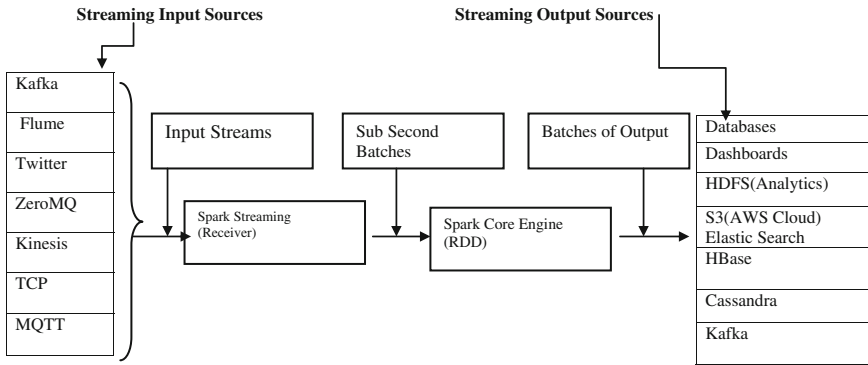 Streaming Input Sources
Streaming Output Sources
Kafka
Flume
Twitter
ZeroMQ
Kinesis
TCP
MQTT
Input Streams
Sub Second
Batches
Batches of Output
Spark Streaming
(Receiver)
Spark Core Engine
(RDD)
Databases
Dashboards
HDFS(Analytics)
S3(AWS Cloud)
Elastic Search
HBase
Cassandra
Kafka